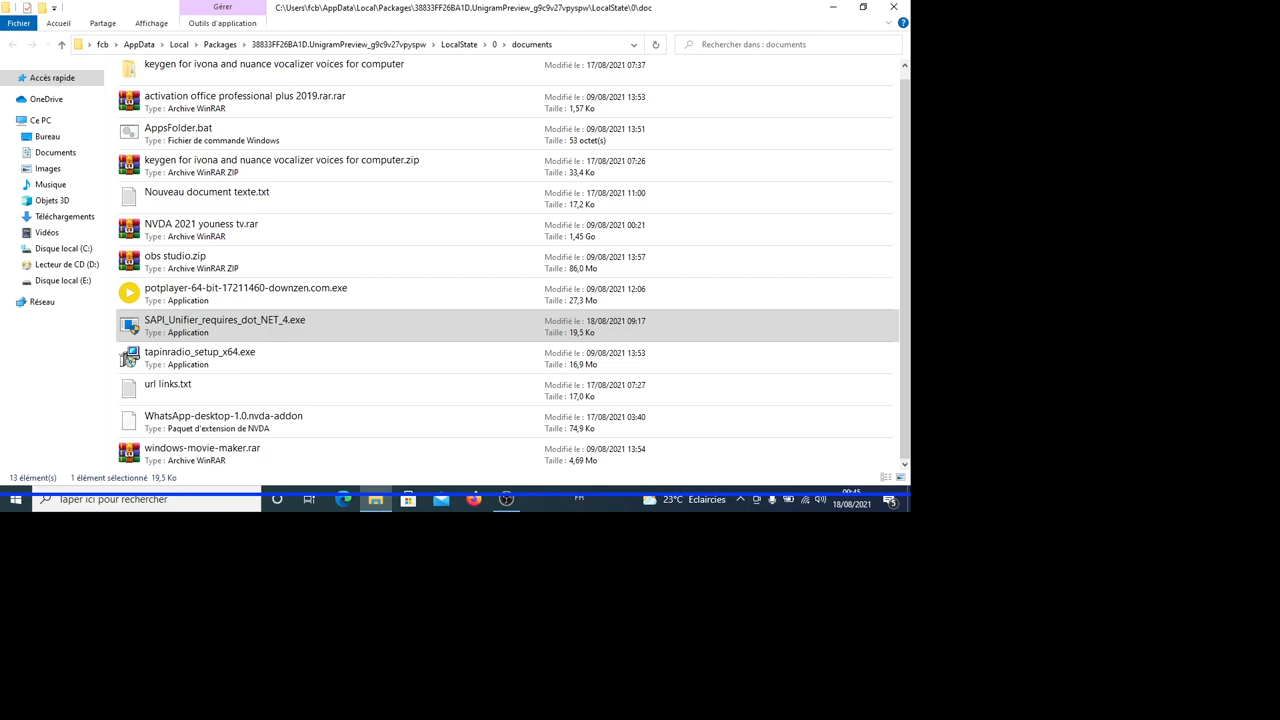 Gérer
C:\Users\fcb\AppData\Local\Packages\38833FF26BA1D.UnigramPreview_g9c9v27vpyspw\LocalState\0\doc
Fichier Accueil Partage Affichage Outils d'application
fcb AppData Local Packages 38833FF26BA1D.UnigramPreview_g9c9v27vpyspw LocalState 0 documents Rechercher dans : documents
Accès rapide
OneDrive
Ce PC
Bureau
Documents
Images
Musique
Objets 3D
Téléchargements
Vidéos
Disque local (C:)
Lecteur de CD (D:)
Disque local (E:)
Réseau
keygen for ivona and nuance vocalizer voices for computer Modifié le : 17/08/2021 07:37
activation office professional plus 2019.rar.rar Modifié le : 09/08/2021 13:53
Type : Archive WinRAR Taille : 1,57 Ko
AppsFolder.bat Modifié le : 09/08/2021 13:51
Type : Fichier de commande Windows Taille : 53 octet(s)
keygen for ivona and nuance vocalizer voices for computer.zip Modifié le : 17/08/2021 07:26
Type : Archive WinRAR ZIP Taille : 33,4 Ko
Nouveau document texte.txt Modifié le : 17/08/2021 11:00
Taille : 17,2 Ko
NVDA 2021 youness tv.rar Modifié le : 09/08/2021 00:21
Type : Archive WinRAR Taille : 1,45 Go
obs studio.zip Modifié le : 09/08/2021 13:57
Type : Archive WinRAR ZIP Taille : 86,0 Mo
potplayer-64-bit-17211460-downzen.com.exe Modifié le : 09/08/2021 12:06
Type : Application Taille : 27,3 Mo
SAPI_Unifier_requires_dot_NET_4.exe Modifié le : 18/08/2021 09:17
Type : Application Taille : 19,5 Ko
tapinradio_setup_x64.exe Modifié le : 09/08/2021 13:53
Type : Application Taille : 16,9 Mo
url links.txt Modifié le : 17/08/2021 07:27
Taille : 17,0 Ko
WhatsApp-desktop-1.0.nvda-addon Modifié le : 17/08/2021 03:40
Type : Paquet d'extension de NVDA Taille : 74,9 Ko
windows-movie-maker.rar Modifié le : 09/08/2021 13:54
Type : Archive WinRAR Taille : 4,69 Mo
13 élément(s) 1 élément sélectionné 19,5 Ko
Taper ici pour rechercher FR 23°C Eclaircies 09:45
18/08/2021 5